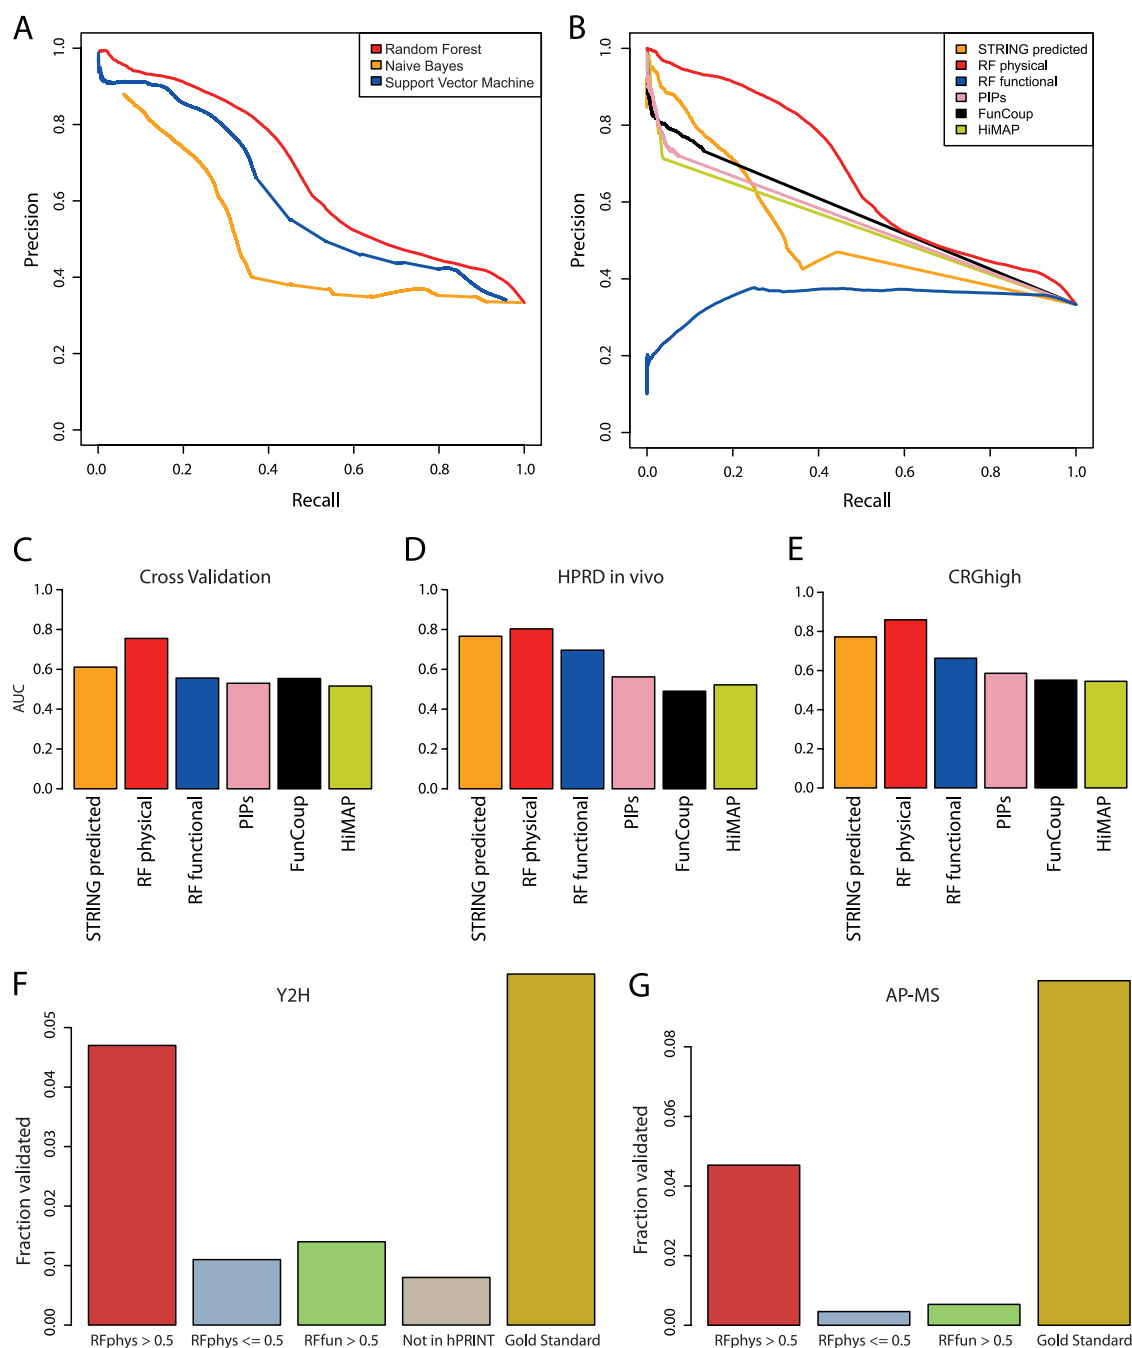 A
Precision
0.0
0.2
0.4
0.6
0.8
1.0
Random Forest
Naive Bayes
Support Vector Machine
0.0
0.2
0.4
0.6
0.8
1.0
Recall
B
Precision
0.0
0.2
0.4
0.6
0.8
1.0
STRING predicted
RF physical
RF functional
PIPs
FunCoup
HiMAP
0.0
0.2
0.4
0.6
0.8
1.0
Recall
C
Cross Validation
AUC
1.0
0.8
0.6
0.4
0.2
0.0
STRING predicted
RF physical
RF functional
PIPs
FunCoup
HiMAP
D
HPRD in vivo
1.0
0.8
0.6
0.4
0.2
0.0
STRING predicted
RF physical
RF functional
PIPs
FunCoup
HiMAP
E
CRGhigh
1.0
0.8
0.6
0.4
0.2
0.0
STRING predicted
RF physical
RF functional
PIPs
FunCoup
HiMAP
F
Y2H
Fraction validated
0.00
0.01
0.02
0.03
0.04
0.05
RFphys > 0.5
RFphys <= 0.5
RFfun > 0.5
Not in hPRINT
Gold Standard
G
AP-MS
Fraction validated
0.00
0.02
0.04
0.06
0.08
RFphys > 0.5
RFphys <= 0.5
RFfun > 0.5
Gold Standard